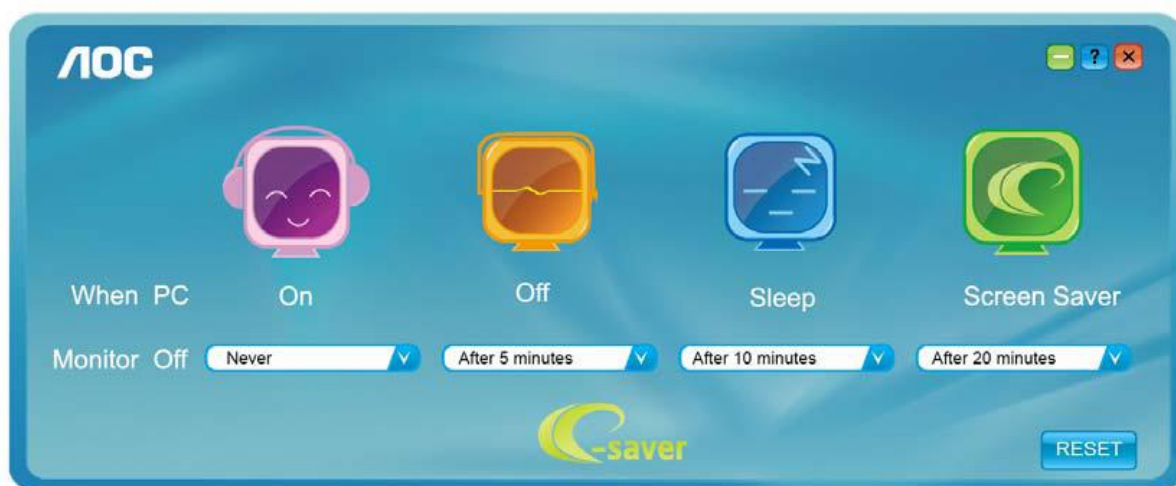 AOC
?
When PC On Off Sleep Screen Saver
Monitor Off Never After 5 minutes After 10 minutes After 20 minutes
e-saver
RESET